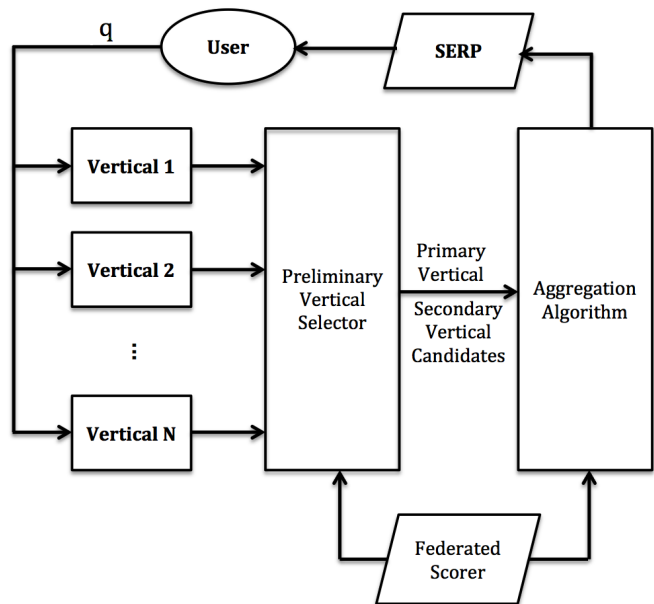 q
User
SERP
Vertical 1
Vertical 2
...
Vertical N
Preliminary
Vertical
Selector
Primary
Vertical
Secondary
Vertical
Candidates
Aggregation
Algorithm
Federated
Scorer